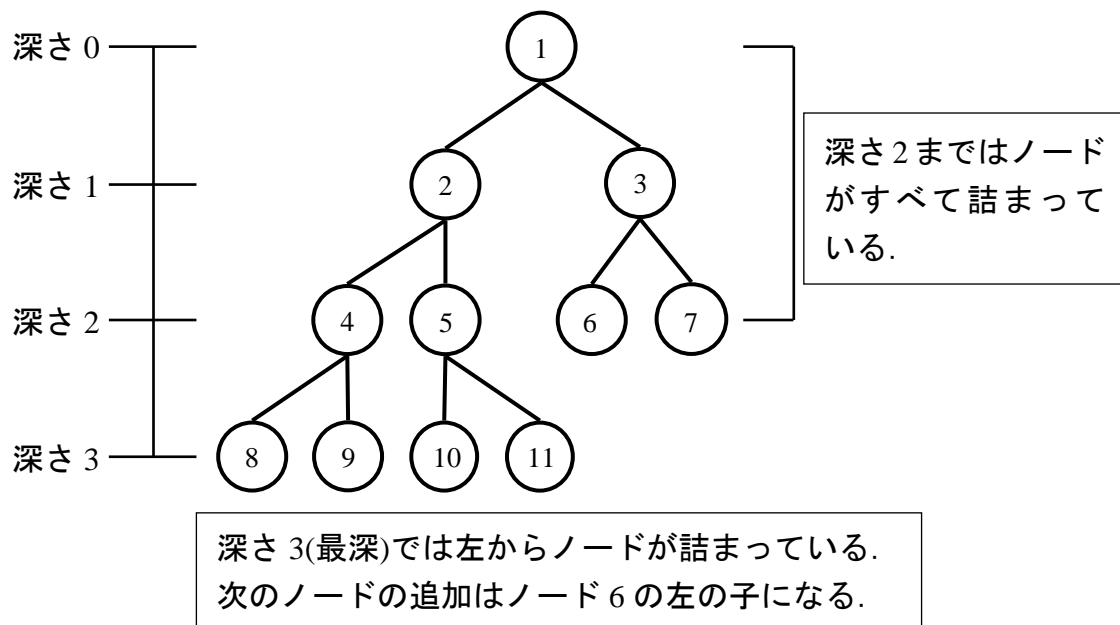 深さ 0
1
深さ 1
2
3
深さ2まではノード
がすべて詰まって
いる.
深さ 2
4
5
6
7
深さ 3
8
9
10
11
深さ 3(最深)では左からノードが詰まっている.
次のノードの追加はノード 6 の左の子になる.